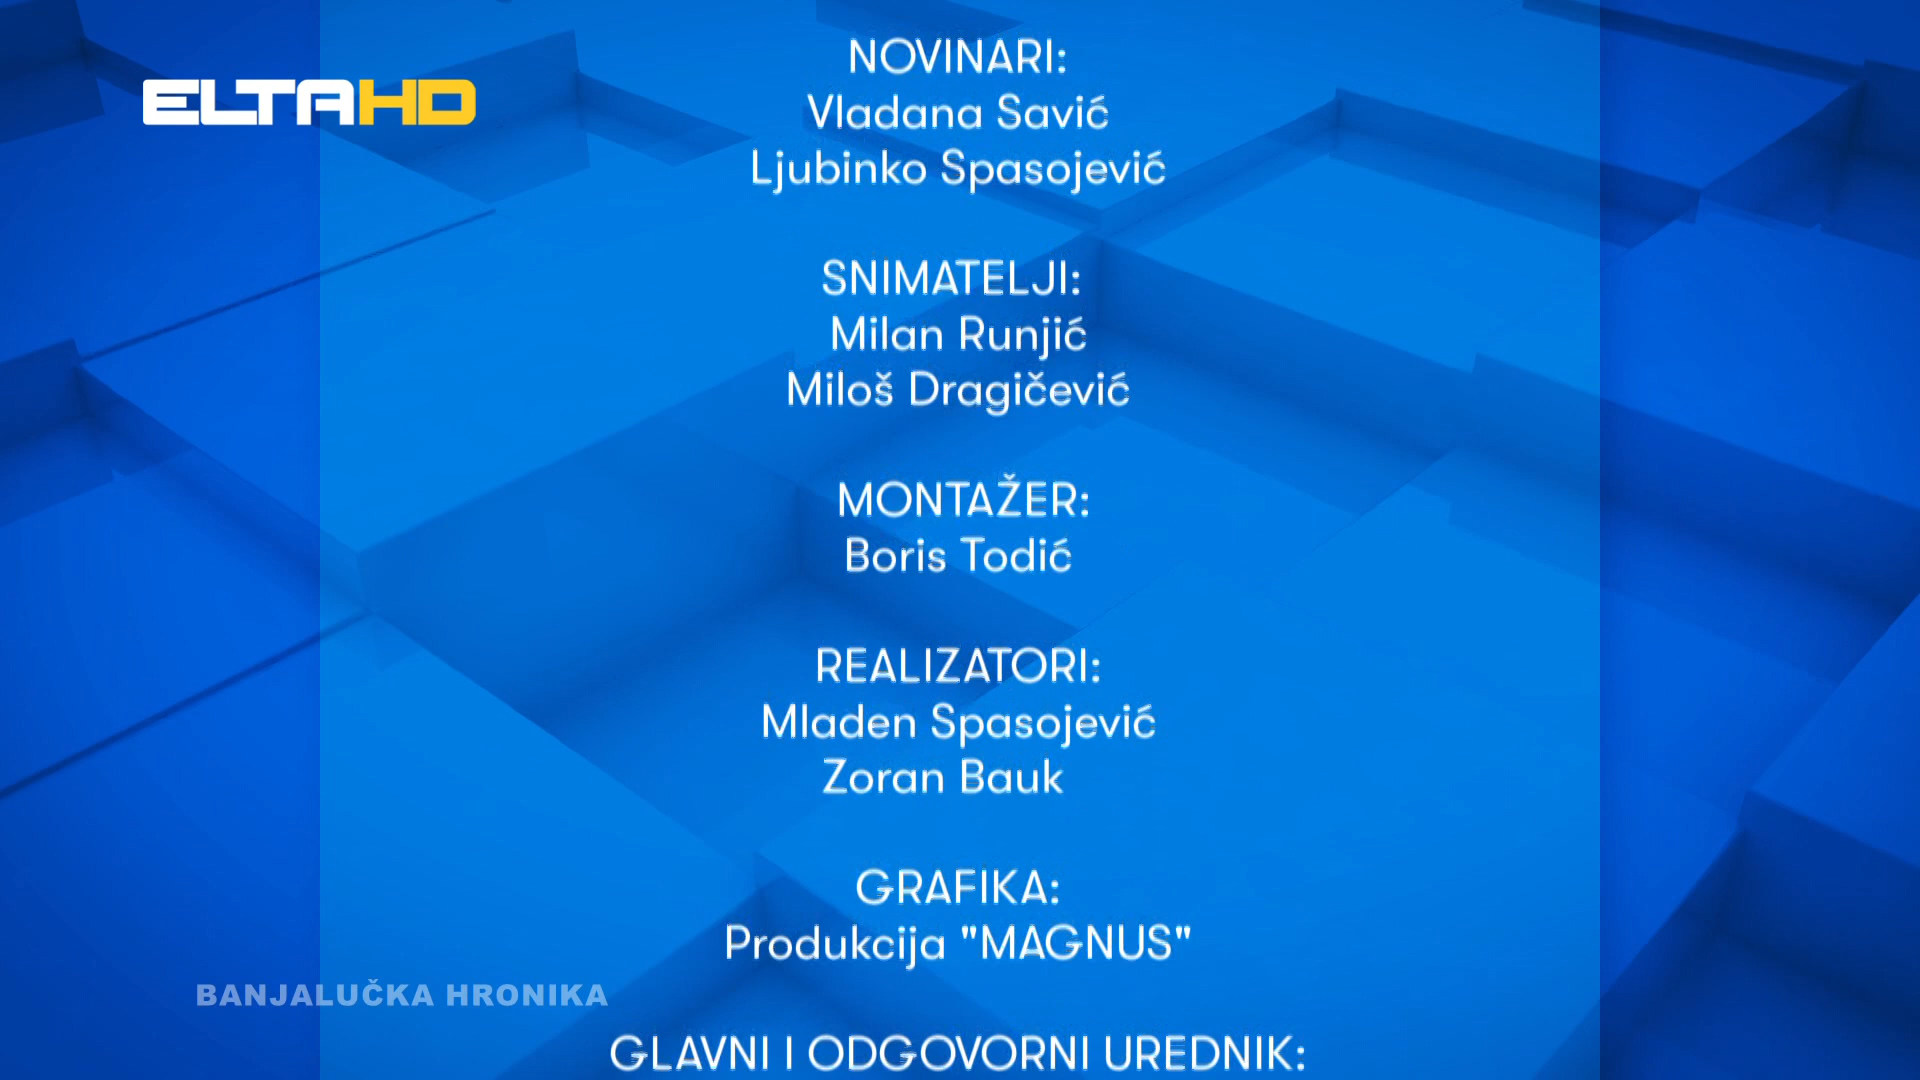 NOVINARI:
ELTAHD
Vladana Savić
Ljubinko Spasojević
SNIMATELJI:
Milan Runjić
Miloš Dragičević
MONTAŽER:
Boris Todić
REALIZATORI:
Mladen Spasojević
Zoran Bauk
GRAFIKA:
Produkcija "MAGNUS"
BANJALUČKA HRONIKA
GLAVNI I ODGOVORNI UREDNIK: